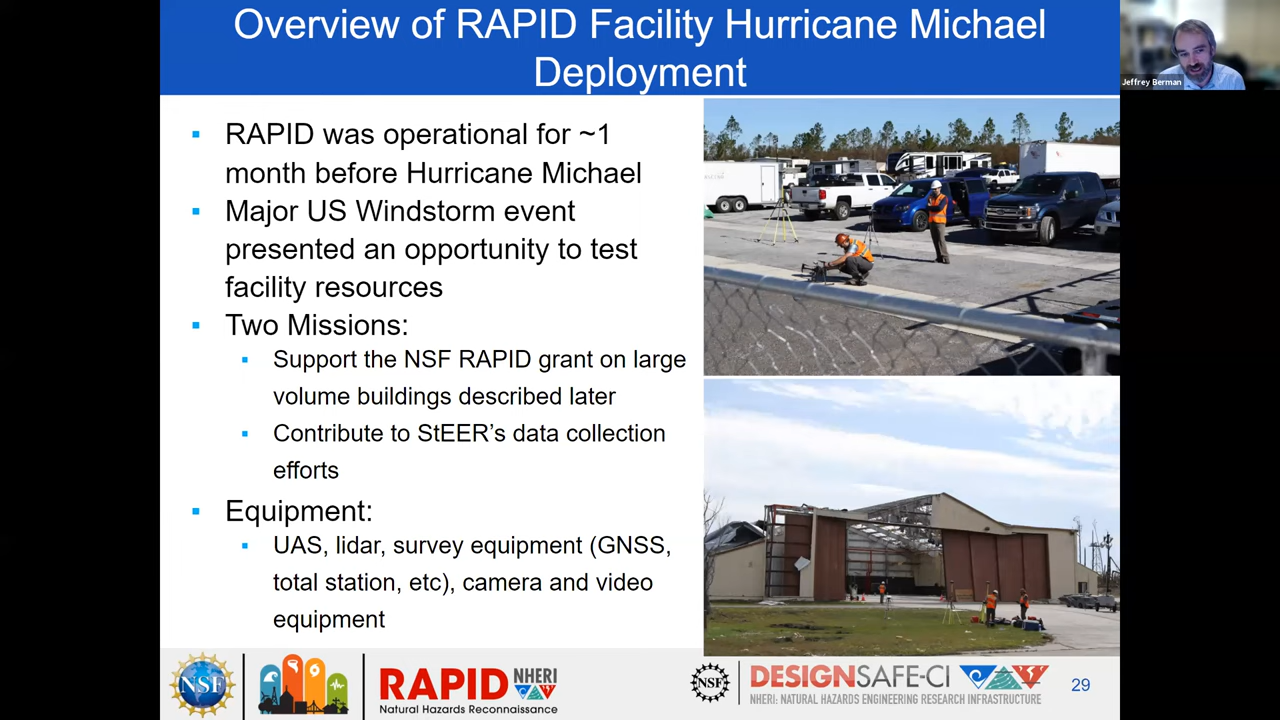 Overview of RAPID Facility Hurricane Michael
Deployment
Jeffrey Berman
RAPID was operational for ~1
month before Hurricane Michael
Major US Windstorm event
presented an opportunity to test
facility resources
Two Missions:
Support the NSF RAPID grant on large
volume buildings described later
Contribute to StEER's data collection
efforts
Equipment:
UAS, lidar, survey equipment (GNSS,
total station, etc), camera and video
equipment
NSF
RAPID NHERI
Natural Hazards Reconnaissance
NSF
DESIGNSAFE-CI
NHERI: NATURAL HAZARDS ENGINEERING RESEARCH INFRASTRUCTURE
29